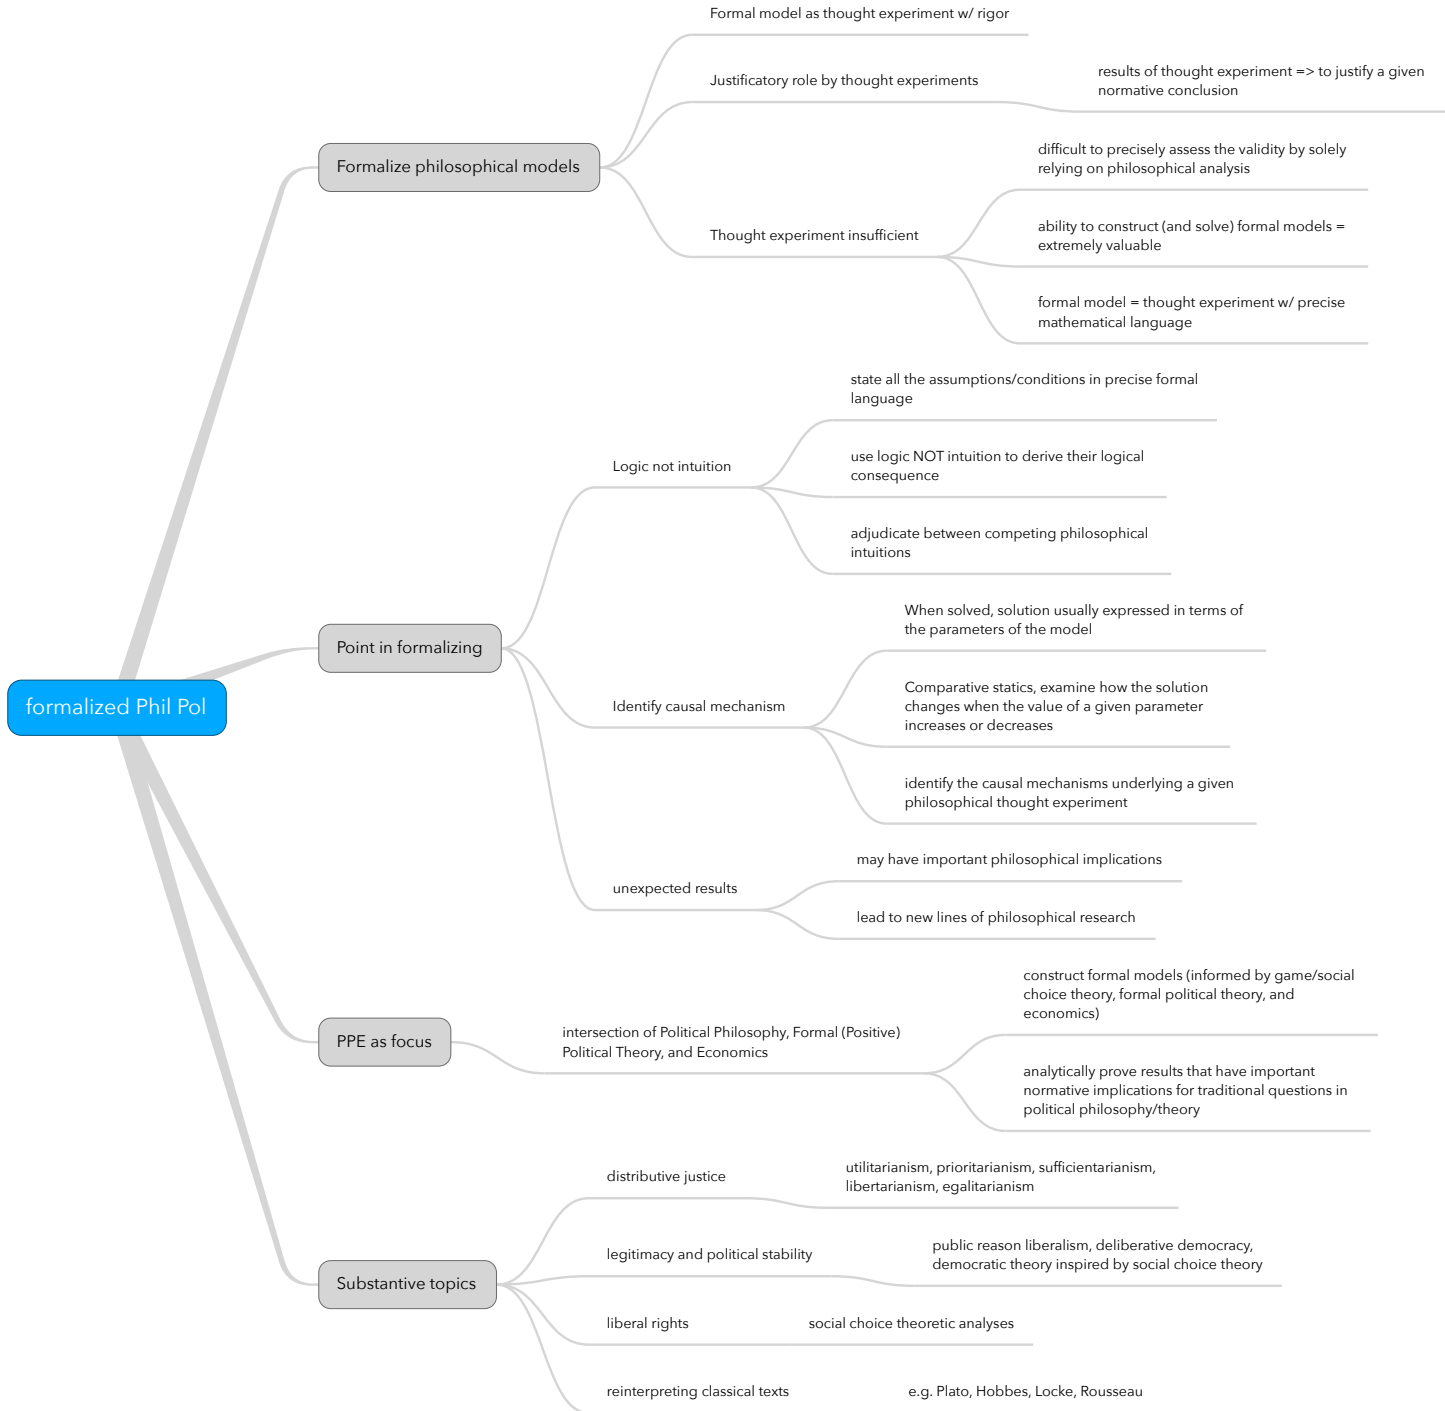 formalized Phil Pol
Formalize philosophical models
Formal model as thought experiment w/ rigor
Justificatory role by thought experiments
results of thought experiment => to justify a given
normative conclusion
Thought experiment insufficient
difficult to precisely assess the validity by solely
relying on philosophical analysis
ability to construct (and solve) formal models =
extremely valuable
formal model = thought experiment w/ precise
mathematical language
Point in formalizing
Logic not intuition
state all the assumptions/conditions in precise formal
language
use logic NOT intuition to derive their logical
consequence
adjudicate between competing philosophical
intuitions
Identify causal mechanism
When solved, solution usually expressed in terms of
the parameters of the model
Comparative statics, examine how the solution
changes when the value of a given parameter
increases or decreases
identify the causal mechanisms underlying a given
philosophical thought experiment
unexpected results
may have important philosophical implications
lead to new lines of philosophical research
PPE as focus
intersection of Political Philosophy, Formal (Positive)
Political Theory, and Economics
construct formal models (informed by game/social
choice theory, formal political theory, and
economics)
analytically prove results that have important
normative implications for traditional questions in
political philosophy/theory
Substantive topics
distributive justice
utilitarianism, prioritarianism, sufficientarianism,
libertarianism, egalitarianism
legitimacy and political stability
public reason liberalism, deliberative democracy,
democratic theory inspired by social choice theory
liberal rights
social choice theoretic analyses
reinterpreting classical texts
e.g. Plato, Hobbes, Locke, Rousseau